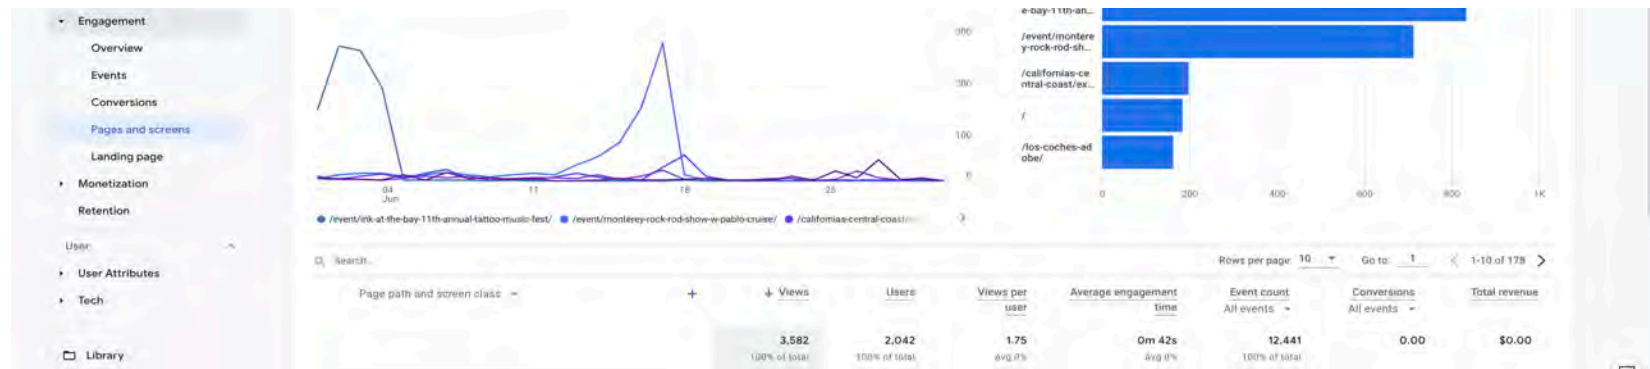 Engagement
Overview
Events
Conversions
Pages and screens
Landing page
Monetization
Retention
User
User Attributes
Tech
Library
300
200
100
0
04
Jun
11
18
25
/event/ink-at-the-bay-11th-annual-tattoo-music-fest/
/event/monterey-rock-rod-show-w-pablo-cruise/
/californias-central-coast/
e-bay-11th-an...
/event/montere
y-rock-rod-sh...
/californias-ce
ntral-coast/ex...
/
/los-coches-ad
obe/
0 200 400 600 800 1K
Search...
Rows per page: 10 Go to: 1 < 1-10 of 178 >
Page path and screen class + ↓ Views Users Views per
user Average engagement
time Event count
All events Conversions
All events Total revenue
3,582 2,042 1.75 0m 42s 12,441 0.00 $0.00
100% of total 100% of total Avg 0% Avg 0% 100% of total